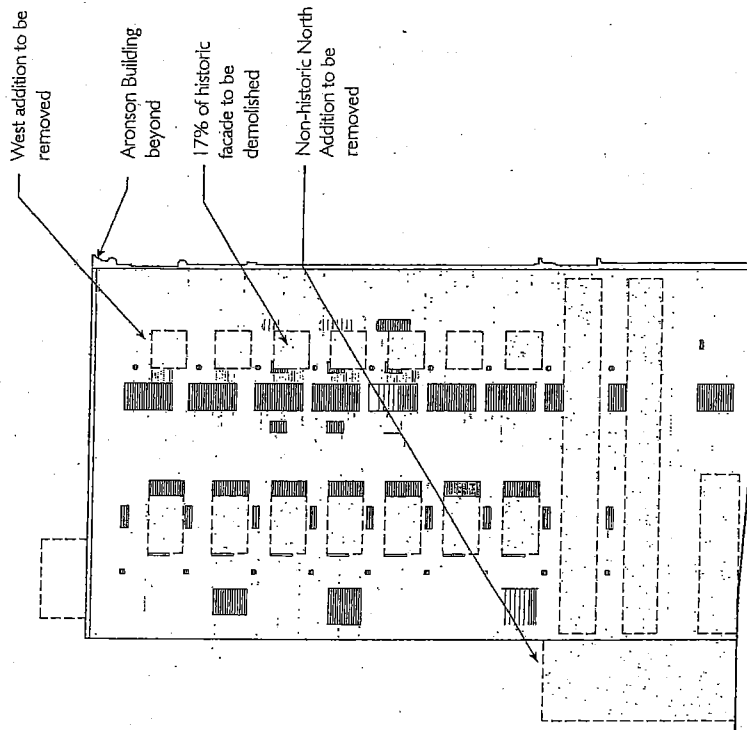 West addition to be
removed
Aronson Building
beyond
17% of historic
facade to be
demolished
Non-historic North
Addition to be
removed